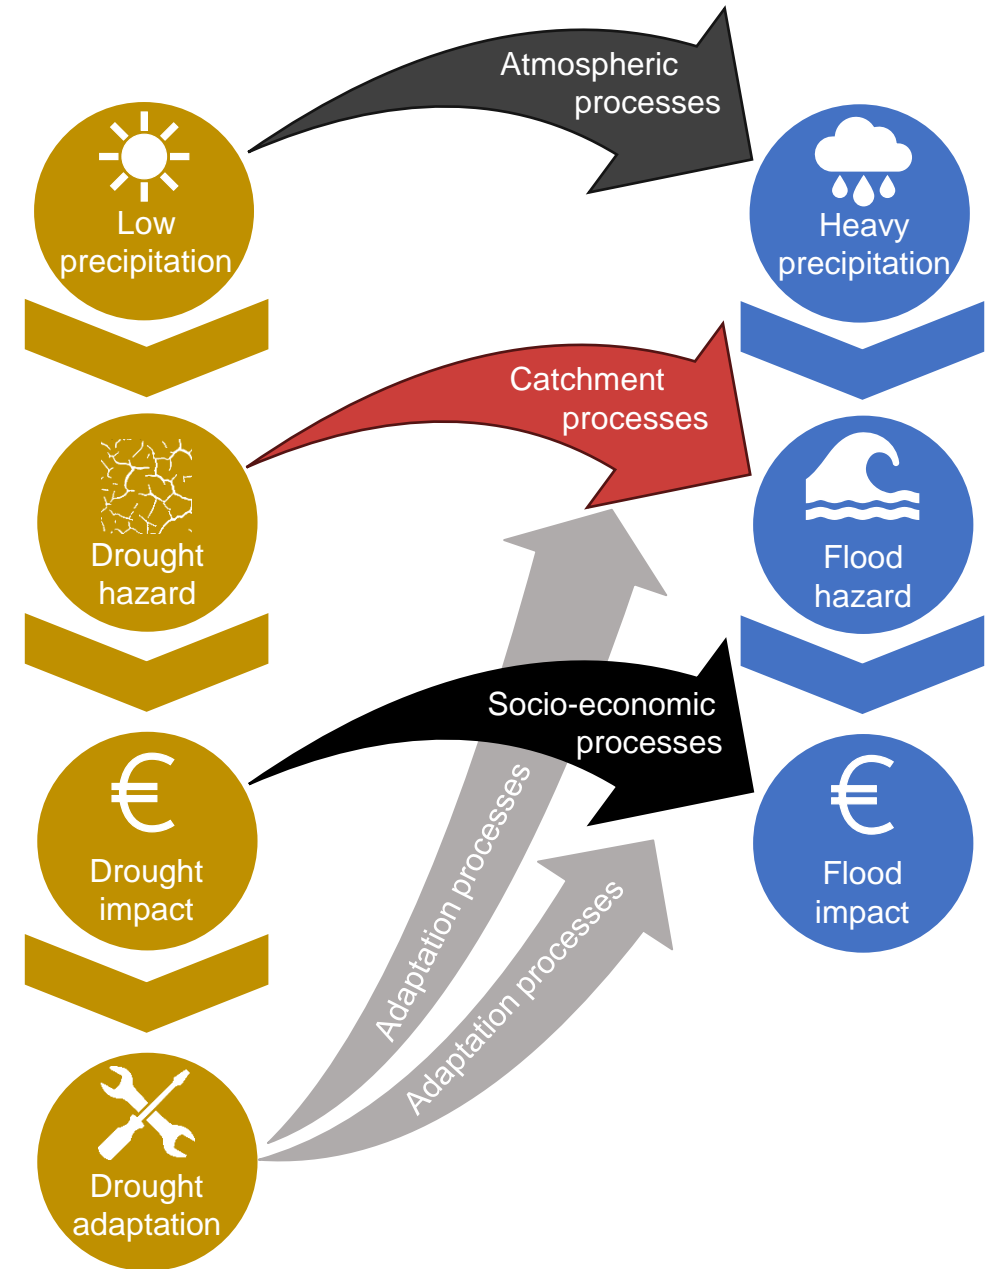 Atmospheric
processes
Low
precipitation
Heavy
precipitation
Catchment
processes
Drought
hazard
Flood
hazard
Socio-economic
processes
Drought
impact
€
Flood
impact
€
Adaptation processes
Adaptation processes
Drought
adaptation